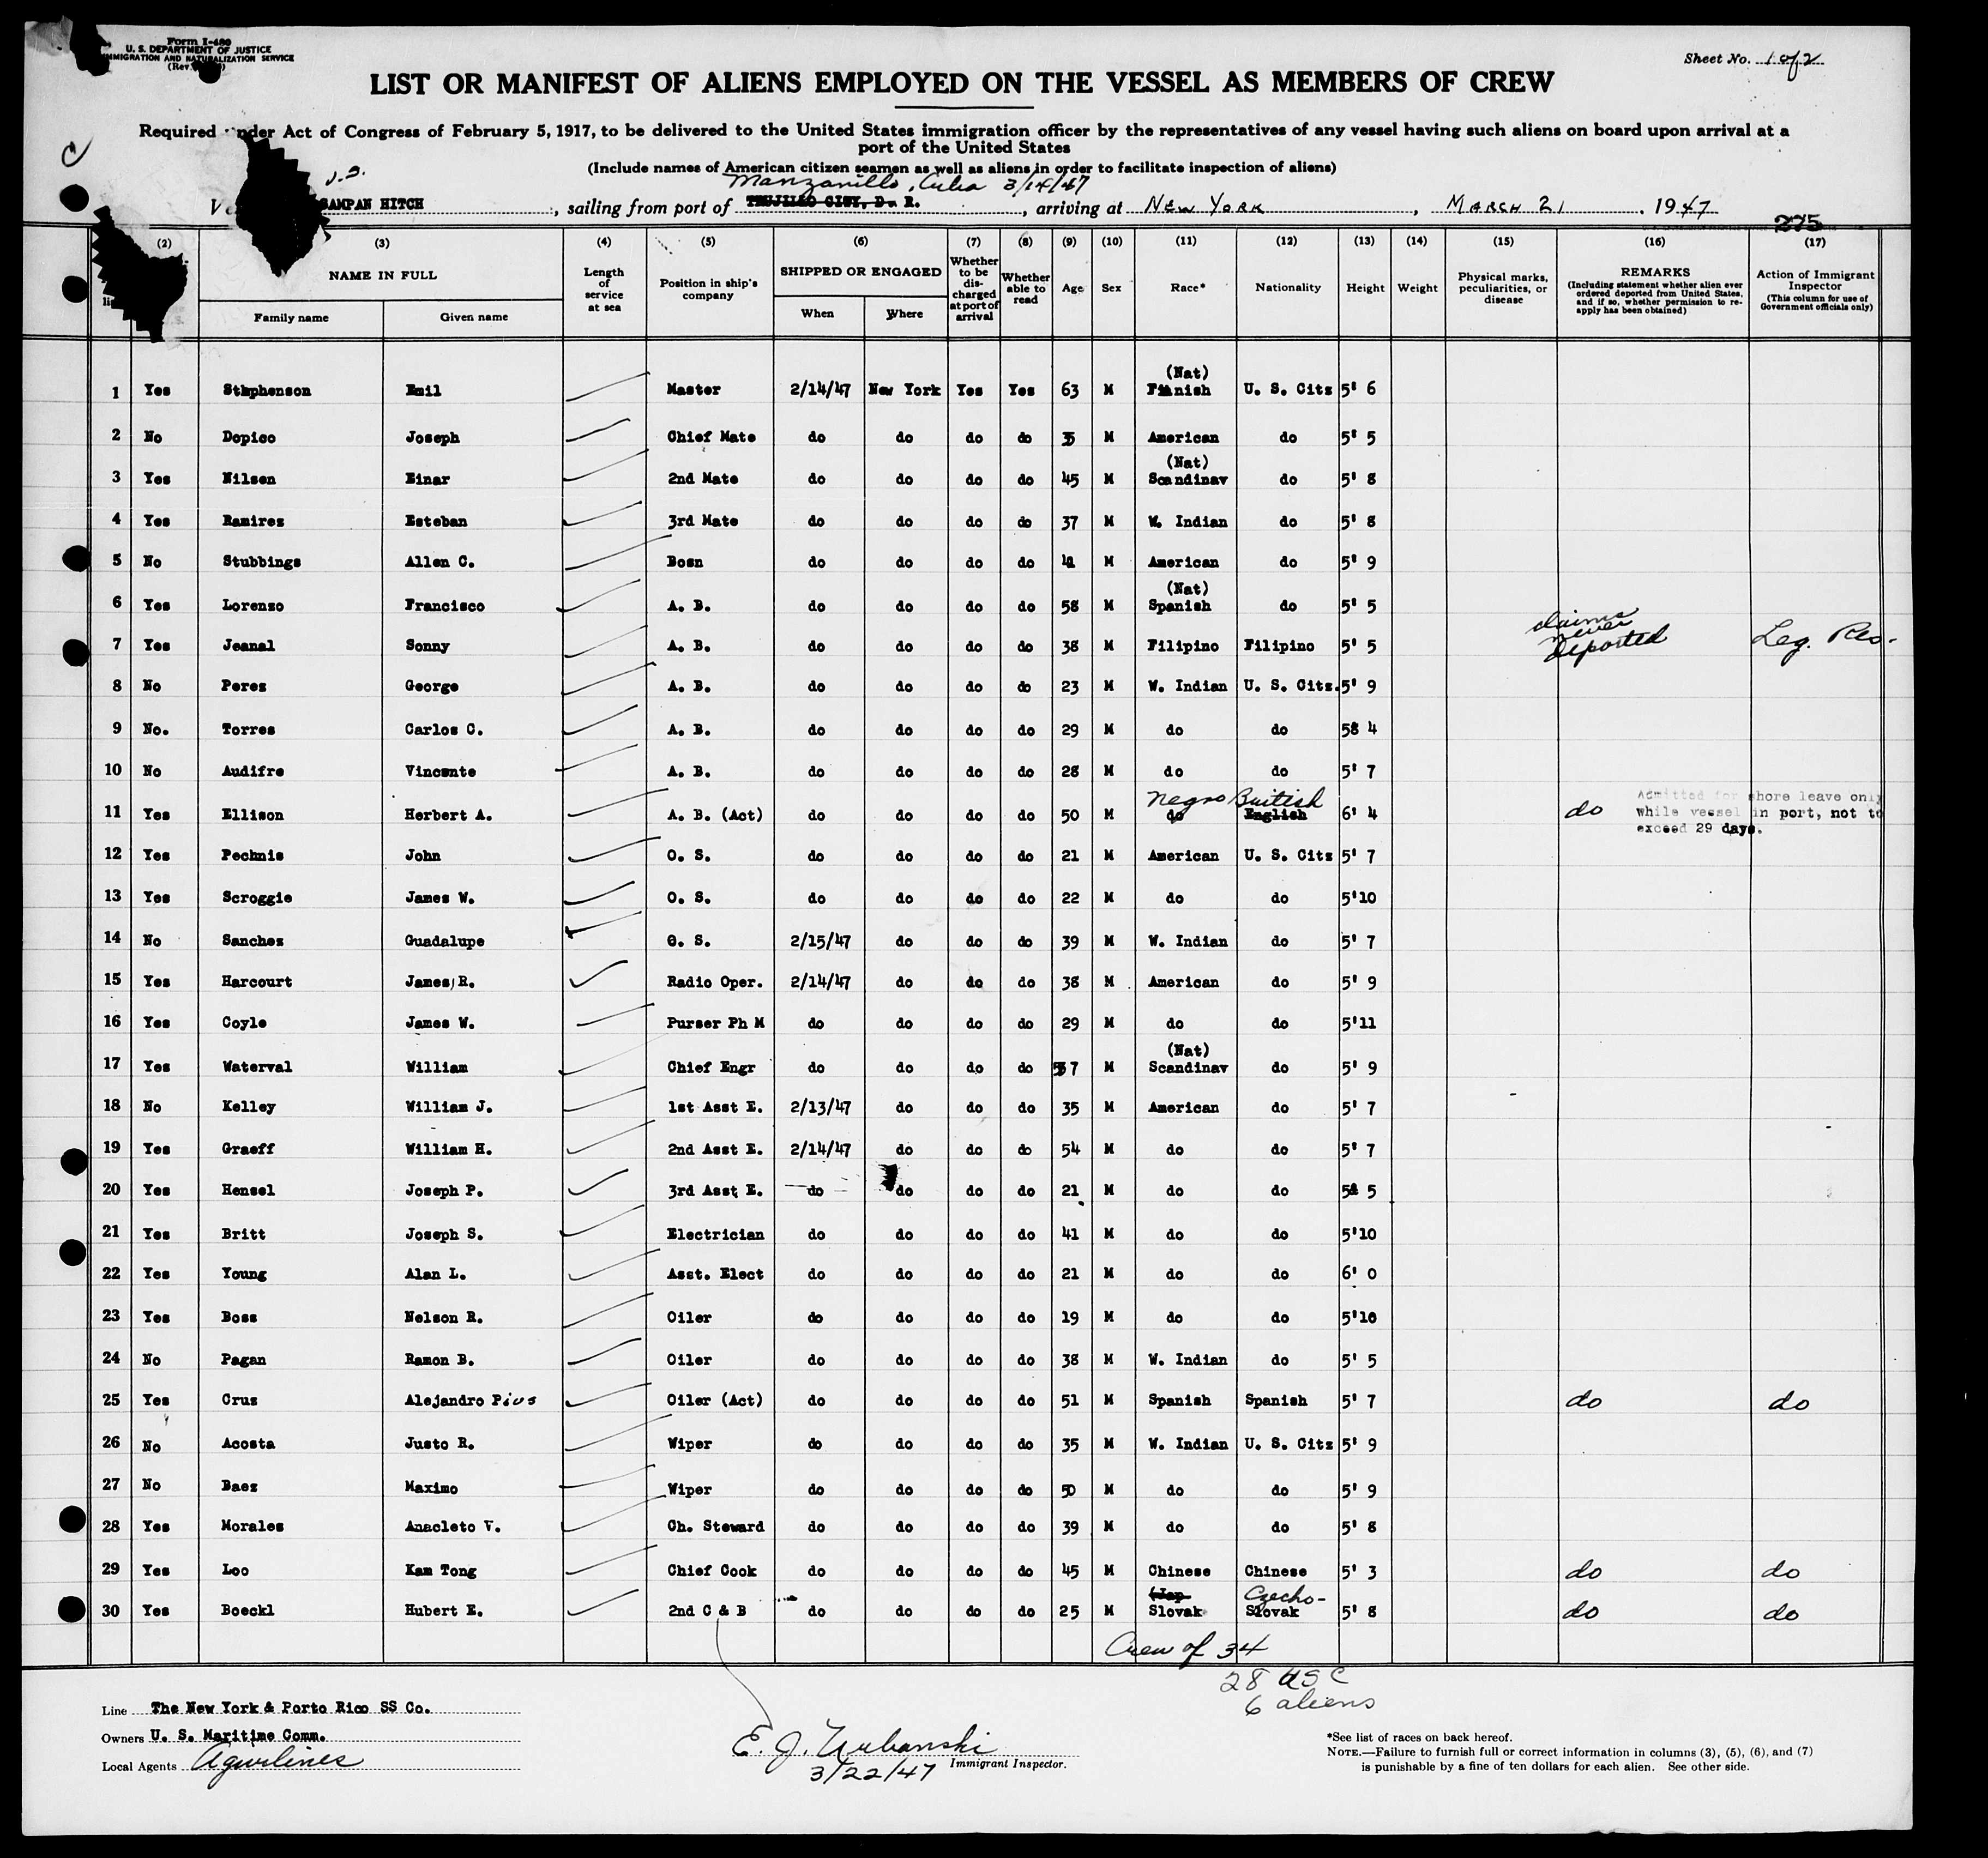 Form I-480
U. S. DEPARTMENT OF JUSTICE
IMMIGRATION AND NATURALIZATION SERVICE
(Rev.
Sheet No. 1 of 2
LIST OR MANIFEST OF ALIENS EMPLOYED ON THE VESSEL AS MEMBERS OF CREW
Required under Act of Congress of February 5, 1917, to be delivered to the United States immigration officer by the representatives of any vessel having such aliens on board upon arrival at a
port of the United States
(Include names of American citizen seamen as well as aliens in order to facilitate inspection of aliens)
Manzanillo, Cuba 3/14/47
SAMPAN HITCH, sailing from port of TRUJILLO CITY, D. R., arriving at NEW YORK, MARCH 21, 1947
275
(2) (3) (4) (5) (6) (7) (8) (9) (10) (11) (12) (13) (14) (15) (16) (17)
NAME IN FULL
Family name Given name
Length of service at sea
Position in ship's company
SHIPPED OR ENGAGED
When Where
Whether to be discharged at port of arrival
Whether able to read
Age Sex Race* Nationality Height Weight
Physical marks, peculiarities, or disease
REMARKS
(Including statement whether alien ever ordered deported from United States, and if so, whether permission to re-apply has been obtained)
Action of Immigrant Inspector
(This column for use of Government officials only)
1 Yes Stephenson Emil Master 2/14/47 New York Yes Yes 63 M (Nat) Finnish U. S. Citz 5' 6
2 No Dopico Joseph Chief Mate do do do do M American do 5' 5
3 Yes Nilsen Einar 2nd Mate do do do do 45 M (Nat) Scandinav do 5' 8
4 Yes Ramirez Esteban 3rd Mate do do do do 37 M W. Indian do 5' 8
5 No Stubbings Allen C. Bosn do do do do M American do 5' 9
6 Yes Lorenzo Francisco A. B. do do do do 58 M (Nat) Spanish do 5' 5
7 Yes Jeanal Sonny A. B. do do do do 38 M Filipino Filipino 5' 5 claims never deported Leg. Res.
8 No Perez George A. B. do do do do 23 M W. Indian U. S. Citz. 5' 9
9 No. Torres Carlos C. A. B. do do do do 29 M do do 58 4
10 No Audifre Vincente A. B. do do do do 28 M do do 5' 7
11 Yes Ellison Herbert A. A. B. (Act) do do do do 50 M do negro English British 6' 4 do Admitted for shore leave only while vessel in port, not to exceed 29 days.
12 Yes Pechnis John O. S. do do do do 21 M American U. S. Citz 5' 7
13 Yes Scroggie James W. O. S. do do do do 22 M do do 5'10
14 No Sanchez Guadalupe O. S. 2/15/47 do do do 39 M W. Indian do 5' 7
15 Yes Harcourt James R. Radio Oper. 2/14/47 do do do 38 M American do 5' 9
16 Yes Coyle James W. Purser Ph M do do do do 29 M do do 5'11
17 Yes Waterval William Chief Engr do do do do 57 M (Nat) Scandinav do 5' 9
18 No Kelley William J. 1st Asst E. 2/13/47 do do do 35 M American do 5' 7
19 Yes Graeff William H. 2nd Asst E. 2/14/47 do do do 54 M do do 5' 7
20 Yes Hensel Joseph P. 3rd Asst E. do do do do 21 M do do 5' 5
21 Yes Britt Joseph S. Electrician do do do do 41 M do do 5'10
22 Yes Young Alan L. Asst. Elect do do do do 21 M do do 6' 0
23 Yes Boss Nelson R. Oiler do do do do 19 M do do 5'10
24 No Pagan Ramon B. Oiler do do do do 38 M W. Indian do 5' 5
25 Yes Cruz Alejandro Pius Oiler (Act) do do do do 51 M Spanish Spanish 5' 7 do do
26 No Acosta Justo R. Wiper do do do do 35 M W. Indian U. S. Citz 5' 9
27 No Baez Maximo Wiper do do do do 50 M do do 5' 9
28 Yes Morales Anacleto V. Ch. Steward do do do do 39 M do do 5' 8
29 Yes Loo Kam Tong Chief Cook do do do do 45 M Chinese Chinese 5' 3 do do
30 Yes Boeckl Hubert E. 2nd C & B do do do do 25 M Slovak Czecho-Slovak 5' 8 do do
Crew of 34
28 USC
6 aliens
Line The New York & Porto Rico SS Co.
Owners U. S. Maritime Comm.
Local Agents Agwilines
E. J. Urbanski
3/22/47 Immigrant Inspector.
*See list of races on back hereof.
NOTE.—Failure to furnish full or correct information in columns (3), (5), (6), and (7)
is punishable by a fine of ten dollars for each alien. See other side.